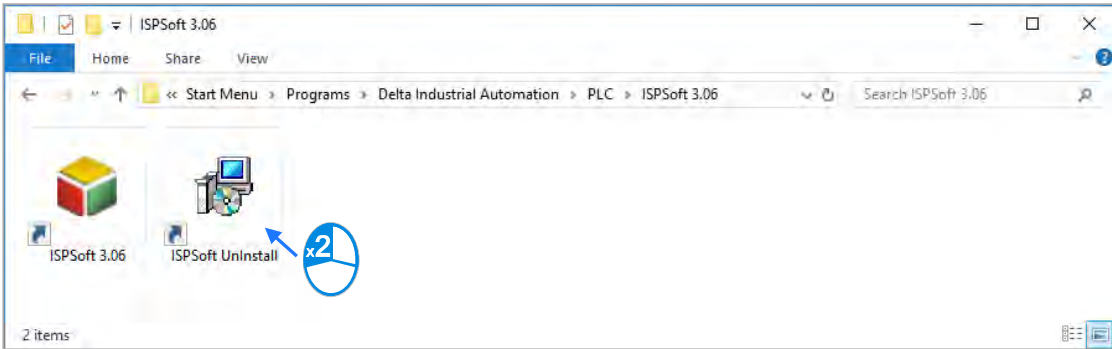 ISPSoft 3.06
File Home Share View ?
« Start Menu > Programs > Delta Industrial Automation > PLC > ISPSoft 3.06 Search ISPSoft 3.06
x2
ISPSoft 3.06 ISPSoft UnInstall
2 items